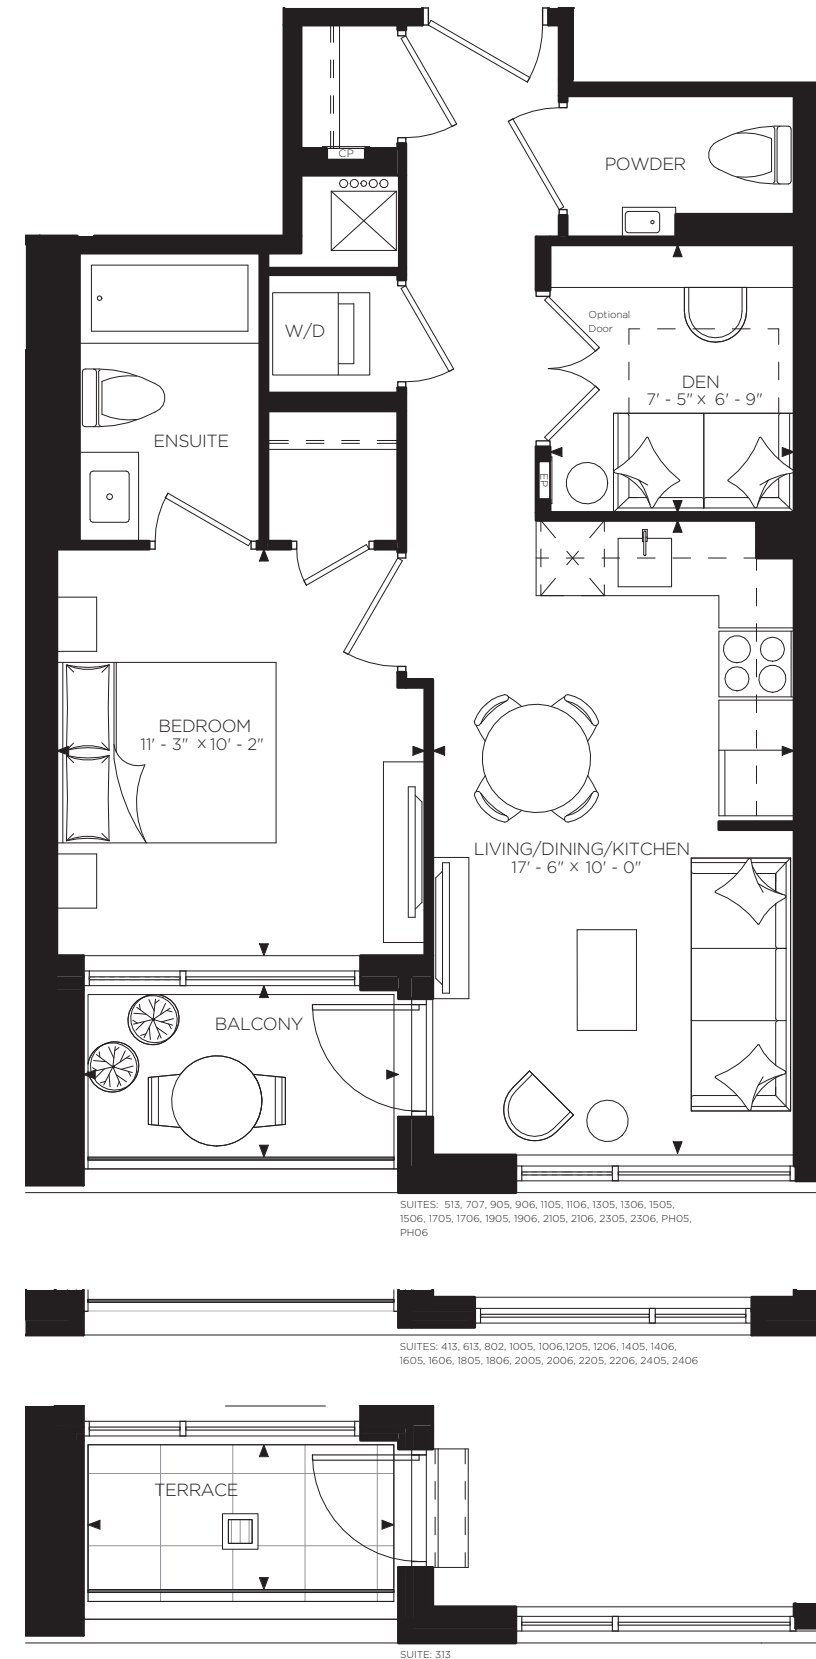 CP
POWDER
W/D
Optional
Door
DEN
7' - 5" x 6' - 9"
ENSUITE
EP
BEDROOM
11' - 3" x 10' - 2"
LIVING/DINING/KITCHEN
17' - 6" x 10' - 0"
BALCONY
SUITES: 513, 707, 905, 906, 1105, 1106, 1305, 1306, 1505,
1506, 1705, 1706, 1905, 1906, 2105, 2106, 2305, 2306, PH05,
PH06
SUITES: 413, 613, 802, 1005, 1006,1205, 1206, 1405, 1406,
1605, 1606, 1805, 1806, 2005, 2006, 2205, 2206, 2405, 2406
TERRACE
SUITE: 313